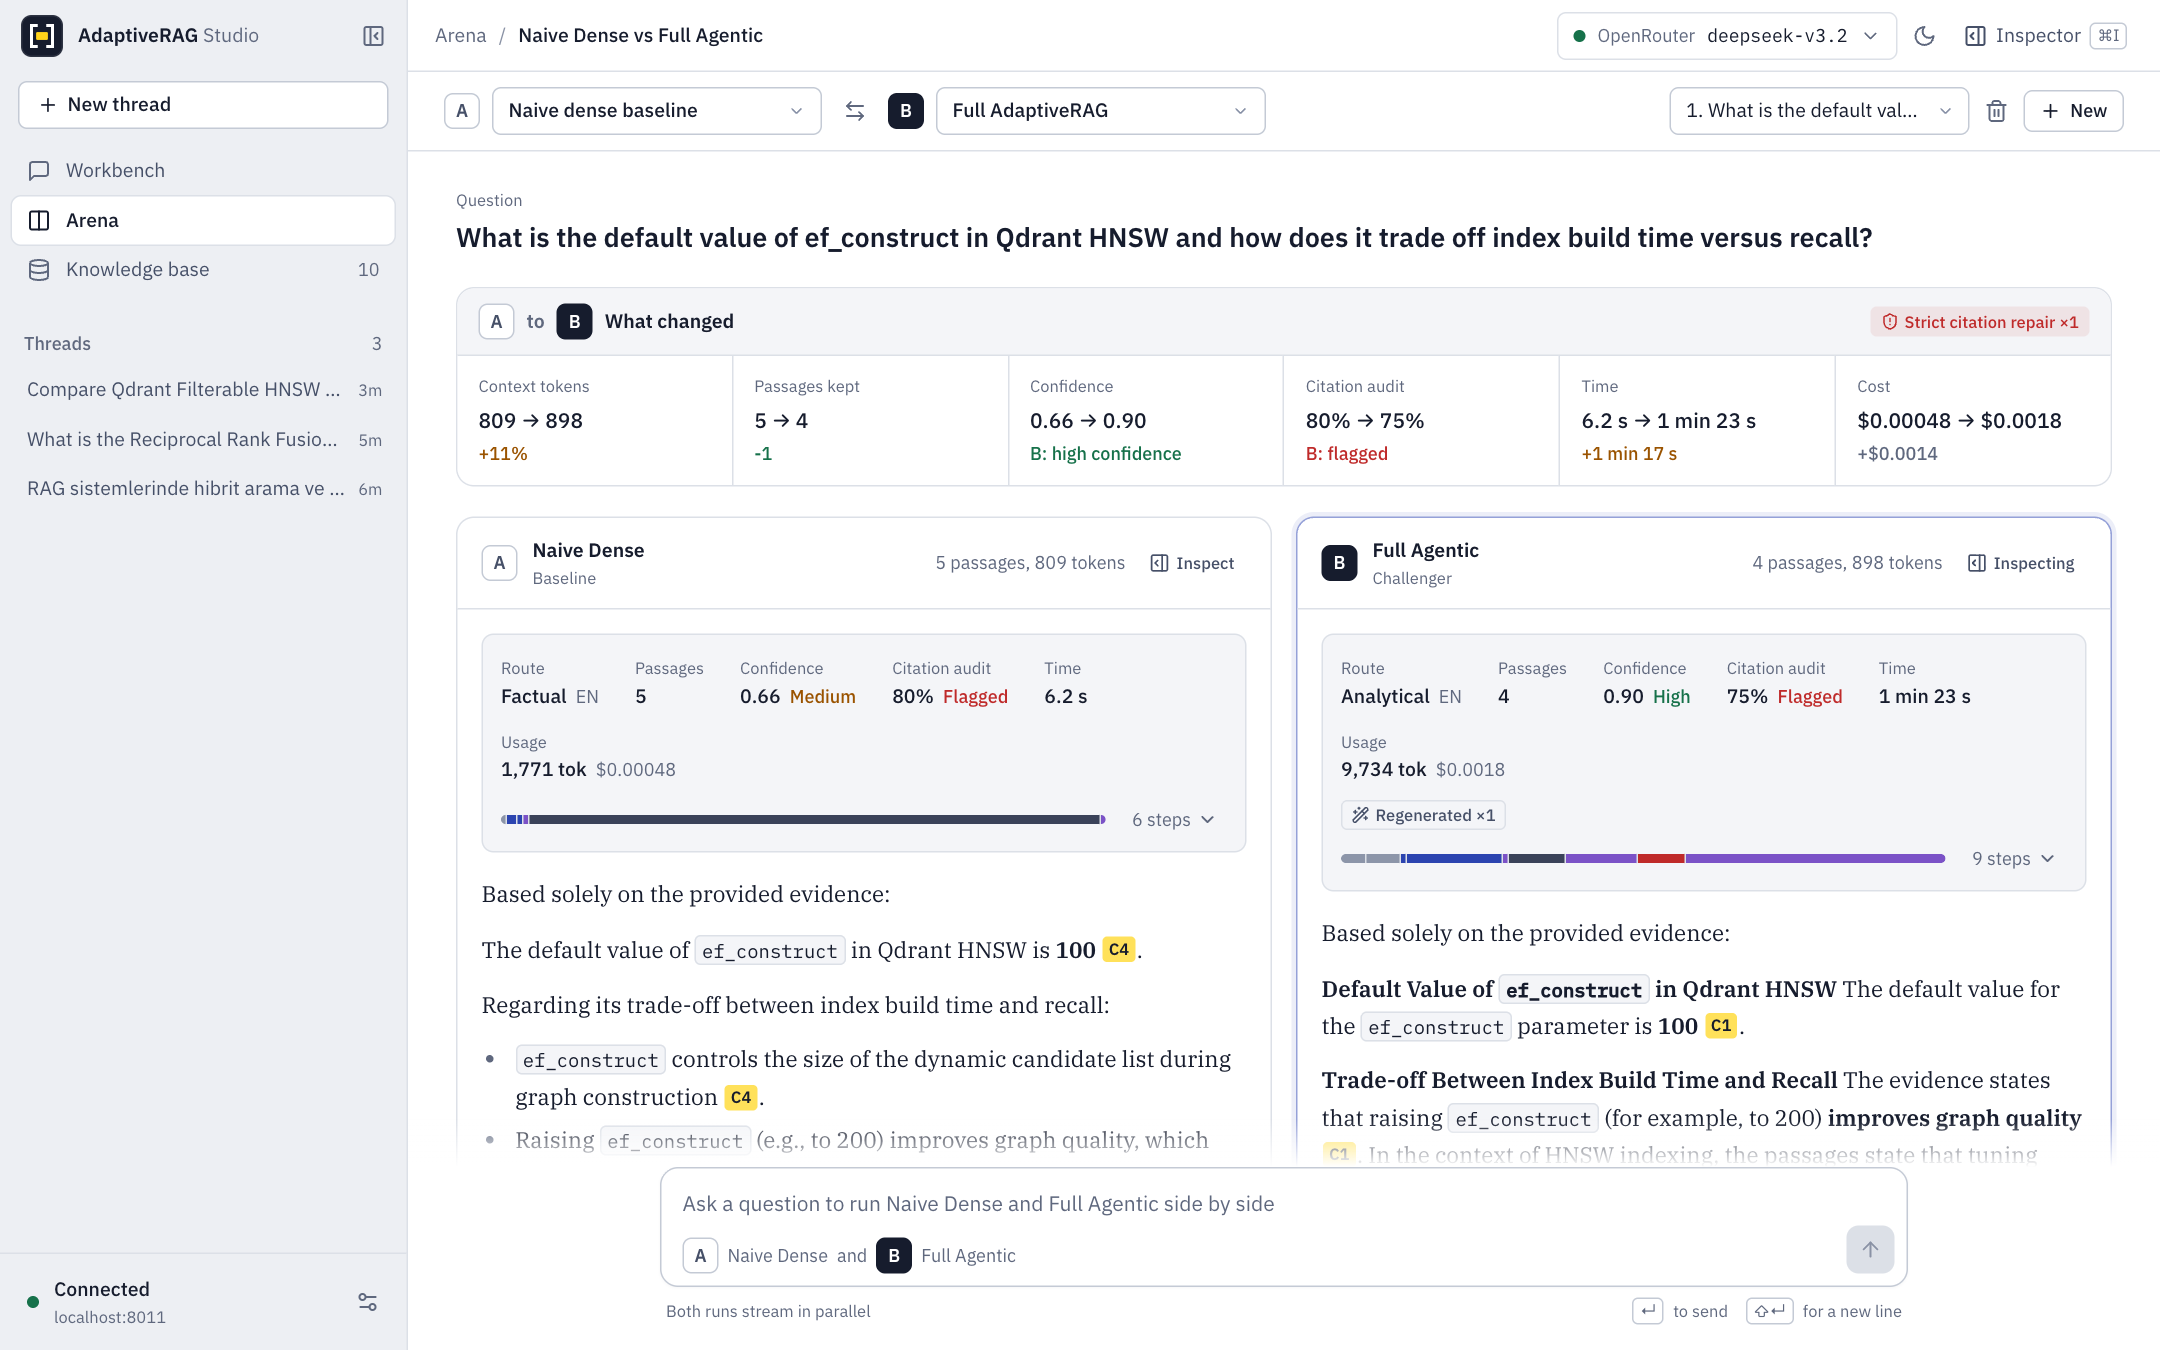 AdaptiveRAG Studio
New thread
Workbench
Arena
Knowledge base 10
Threads 3
Compare Qdrant Filterable HNSW ... 3m
What is the Reciprocal Rank Fusio... 5m
RAG sistemlerinde hibrit arama ve ... 6m
Connected
localhost:8011
Arena / Naive Dense vs Full Agentic
OpenRouter deepseek-v3.2
Inspector ⌘I
A Naive dense baseline B Full AdaptiveRAG
1. What is the default val...
New
Question
What is the default value of ef_construct in Qdrant HNSW and how does it trade off index build time versus recall?
A to B What changed
Strict citation repair ×1
Context tokens
809 → 898
+11%
Passages kept
5 → 4
-1
Confidence
0.66 → 0.90
B: high confidence
Citation audit
80% → 75%
B: flagged
Time
6.2 s → 1 min 23 s
+1 min 17 s
Cost
$0.00048 → $0.0018
+$0.0014
A Naive Dense
Baseline
5 passages, 809 tokens
Inspect
Route
Factual EN
Passages
5
Confidence
0.66 Medium
Citation audit
80% Flagged
Time
6.2 s
Usage
1,771 tok $0.00048
6 steps
Based solely on the provided evidence:
The default value of ef_construct in Qdrant HNSW is 100 C4.
Regarding its trade-off between index build time and recall:
• ef_construct controls the size of the dynamic candidate list during
graph construction C4.
• Raising ef_construct (e.g., to 200) improves graph quality, which
B Full Agentic
Challenger
4 passages, 898 tokens
Inspecting
Route
Analytical EN
Passages
4
Confidence
0.90 High
Citation audit
75% Flagged
Time
1 min 23 s
Usage
9,734 tok $0.0018
Regenerated ×1
9 steps
Based solely on the provided evidence:
Default Value of ef_construct in Qdrant HNSW The default value for
the ef_construct parameter is 100 C1.
Trade-off Between Index Build Time and Recall The evidence states
that raising ef_construct (for example, to 200) improves graph quality
C1. In the context of HNSW indexing, the passages state that tuning
Ask a question to run Naive Dense and Full Agentic side by side
A Naive Dense and B Full Agentic
Both runs stream in parallel
to send
for a new line